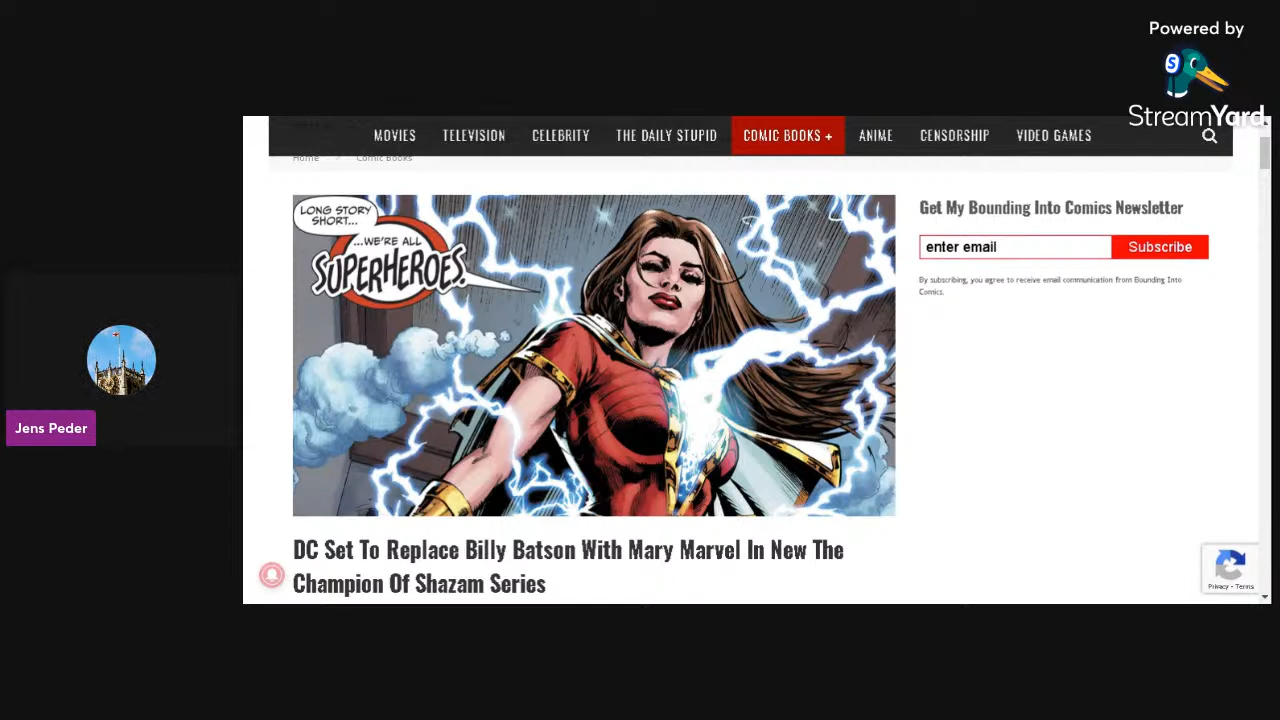 Powered by
StreamYard
MOVIES TELEVISION CELEBRITY THE DAILY STUPID COMIC BOOKS + ANIME CENSORSHIP VIDEO GAMES
Home Comic Books
LONG STORY
SHORT...
...WE'RE ALL
SUPERHEROES.
Get My Bounding Into Comics Newsletter
enter email Subscribe
By subscribing, you agree to receive email communication from Bounding Into
Comics.
Jens Peder
DC Set To Replace Billy Batson With Mary Marvel In New The
Champion Of Shazam Series
Privacy - Terms